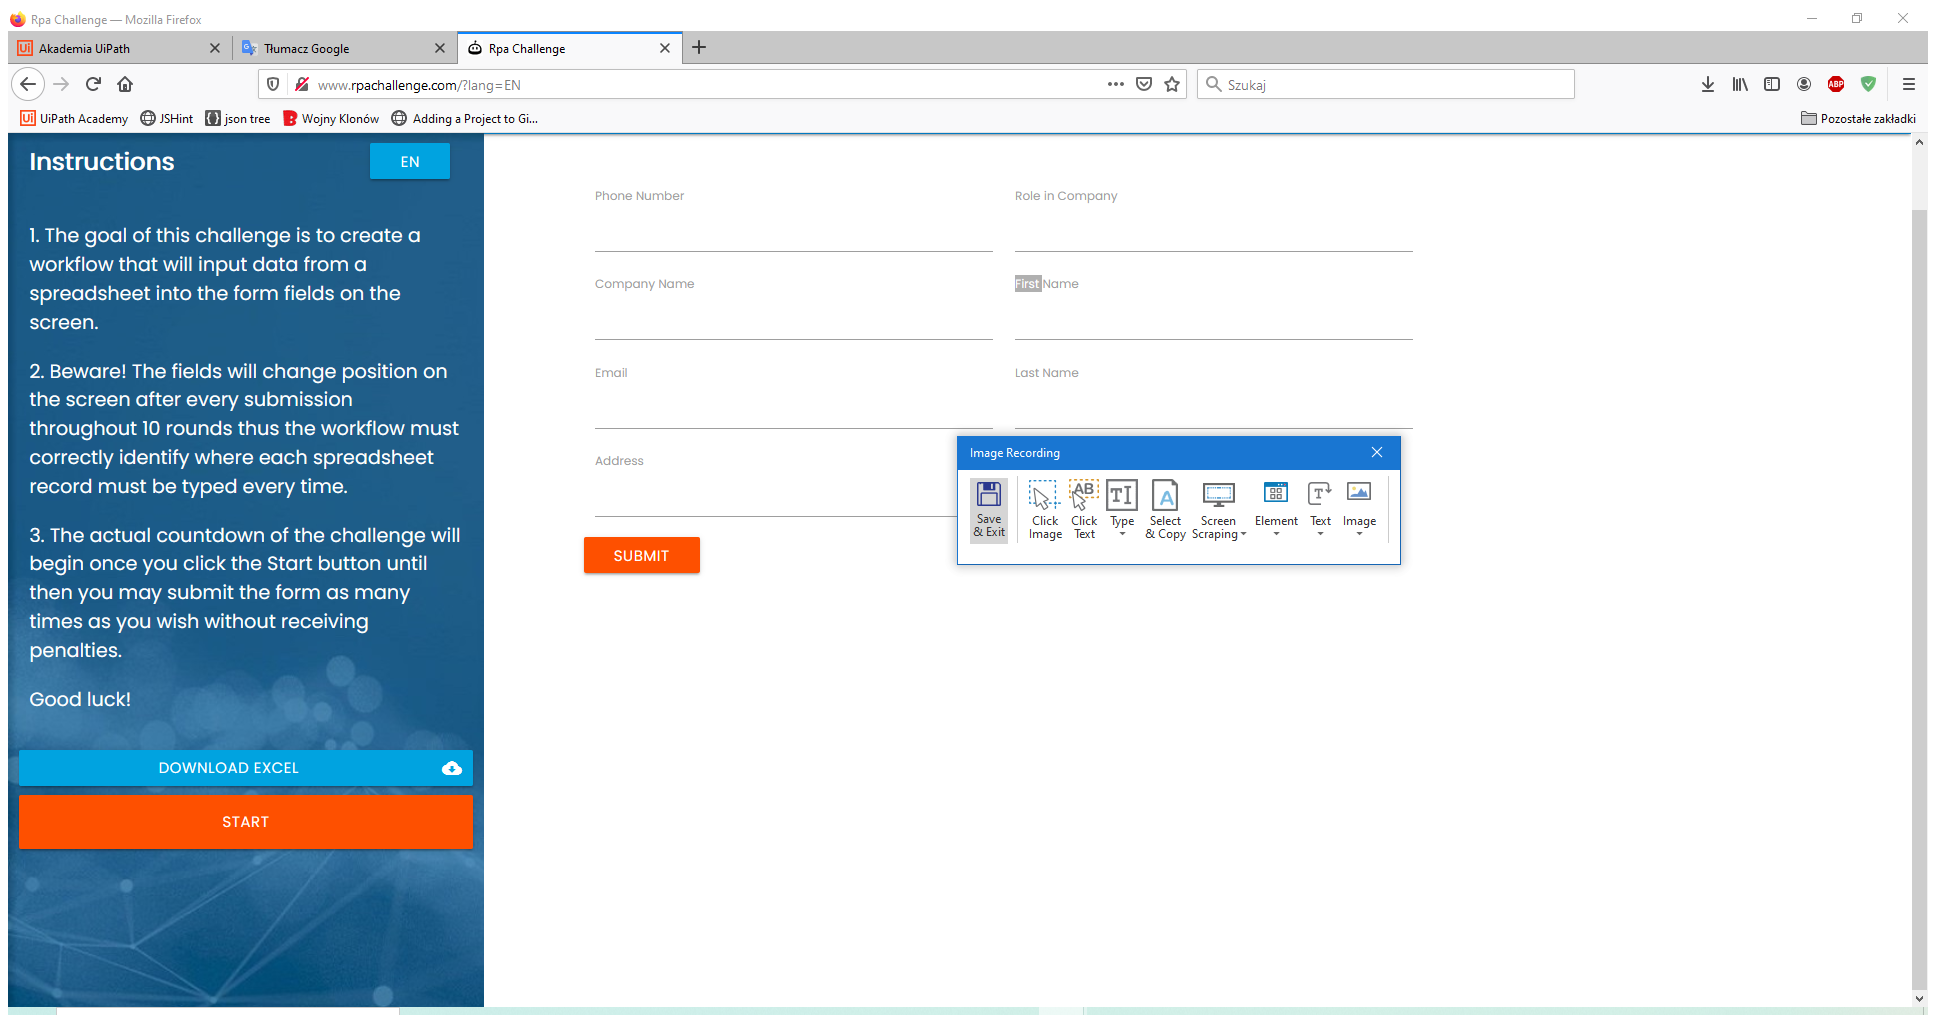 Rpa Challenge — Mozilla Firefox
Akademia UiPath
Tłumacz Google
Rpa Challenge
www.rpachallenge.com/?lang=EN
Szukaj
ABP
UiPath Academy
JSHint
json tree
Wojny Klonów
Adding a Project to Gi...
Pozostałe zakładki
Instructions
EN
1. The goal of this challenge is to create a
workflow that will input data from a
spreadsheet into the form fields on the
screen.
2. Beware! The fields will change position on
the screen after every submission
throughout 10 rounds thus the workflow must
correctly identify where each spreadsheet
record must be typed every time.
3. The actual countdown of the challenge will
begin once you click the Start button until
then you may submit the form as many
times as you wish without receiving
penalties.
Good luck!
DOWNLOAD EXCEL
START
Phone Number
Role in Company
Company Name
First Name
Email
Last Name
Address
SUBMIT
Image Recording
Save
& Exit
Click
Image
AB
Click
Text
Type
A
Select
& Copy
Screen
Scraping
Element
Text
Image